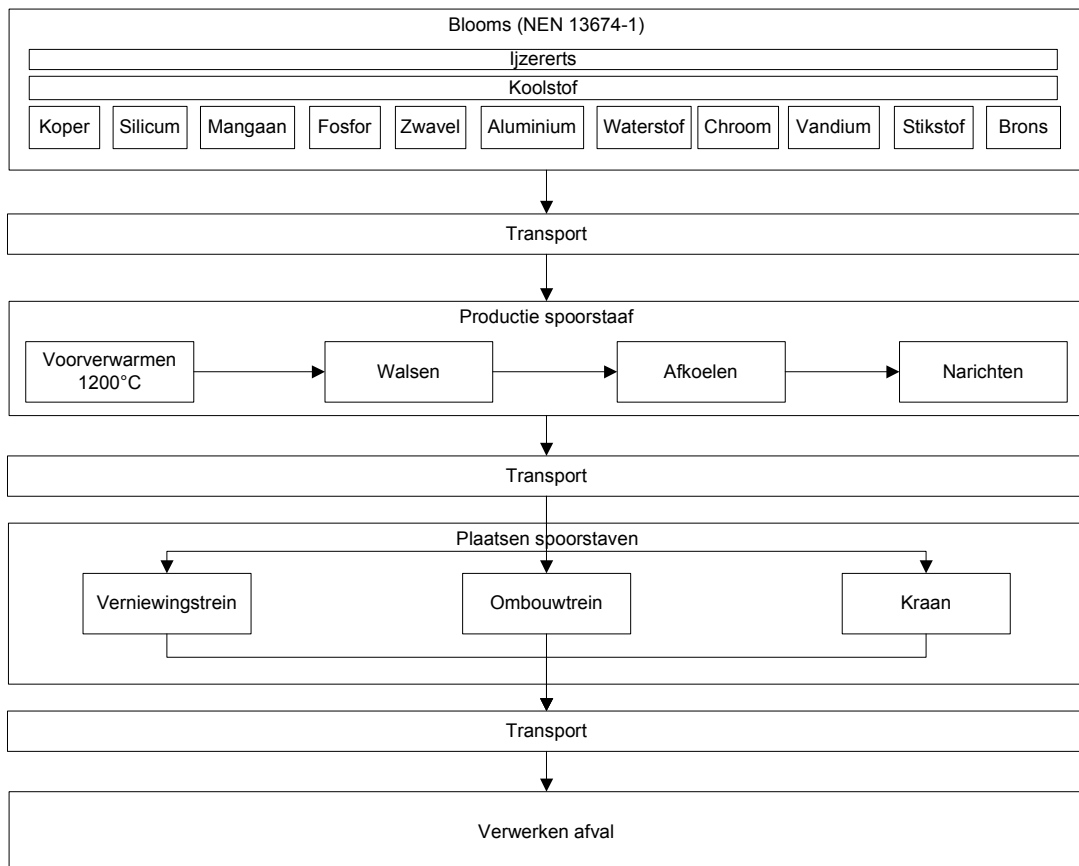 Blooms (NEN 13674-1)
Ijzererts
Koolstof
Koper Silicum Mangaan Fosfor Zwavel Aluminium Waterstof Chroom Vandium Stikstof Brons
Transport
Productie spoorstaaf
Voorverwarmen
1200°C
Walsen
Afkoelen
Narichten
Transport
Plaatsen spoorstaven
Verniewingstrein
Ombouwtrein
Kraan
Transport
Verwerken afval